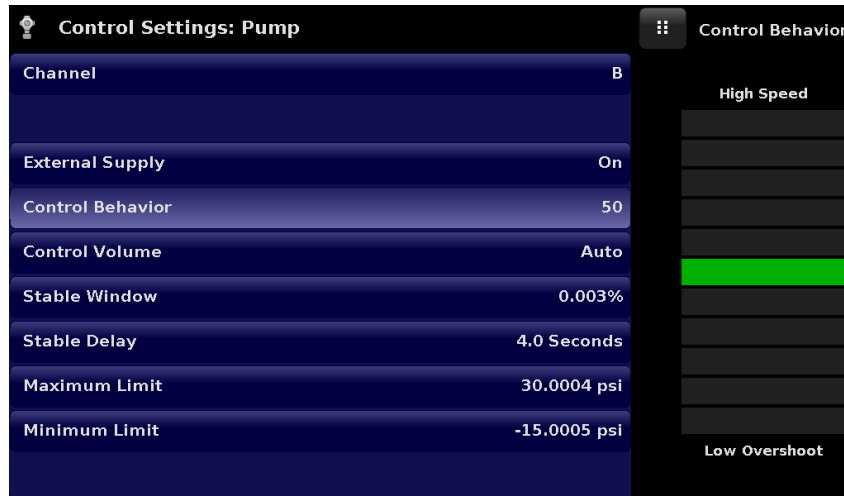 Control Settings: Pump
Channel B
External Supply On
Control Behavior 50
Control Volume Auto
Stable Window 0.003%
Stable Delay 4.0 Seconds
Maximum Limit 30.0004 psi
Minimum Limit -15.0005 psi
Control Behavior
High Speed
Low Overshoot